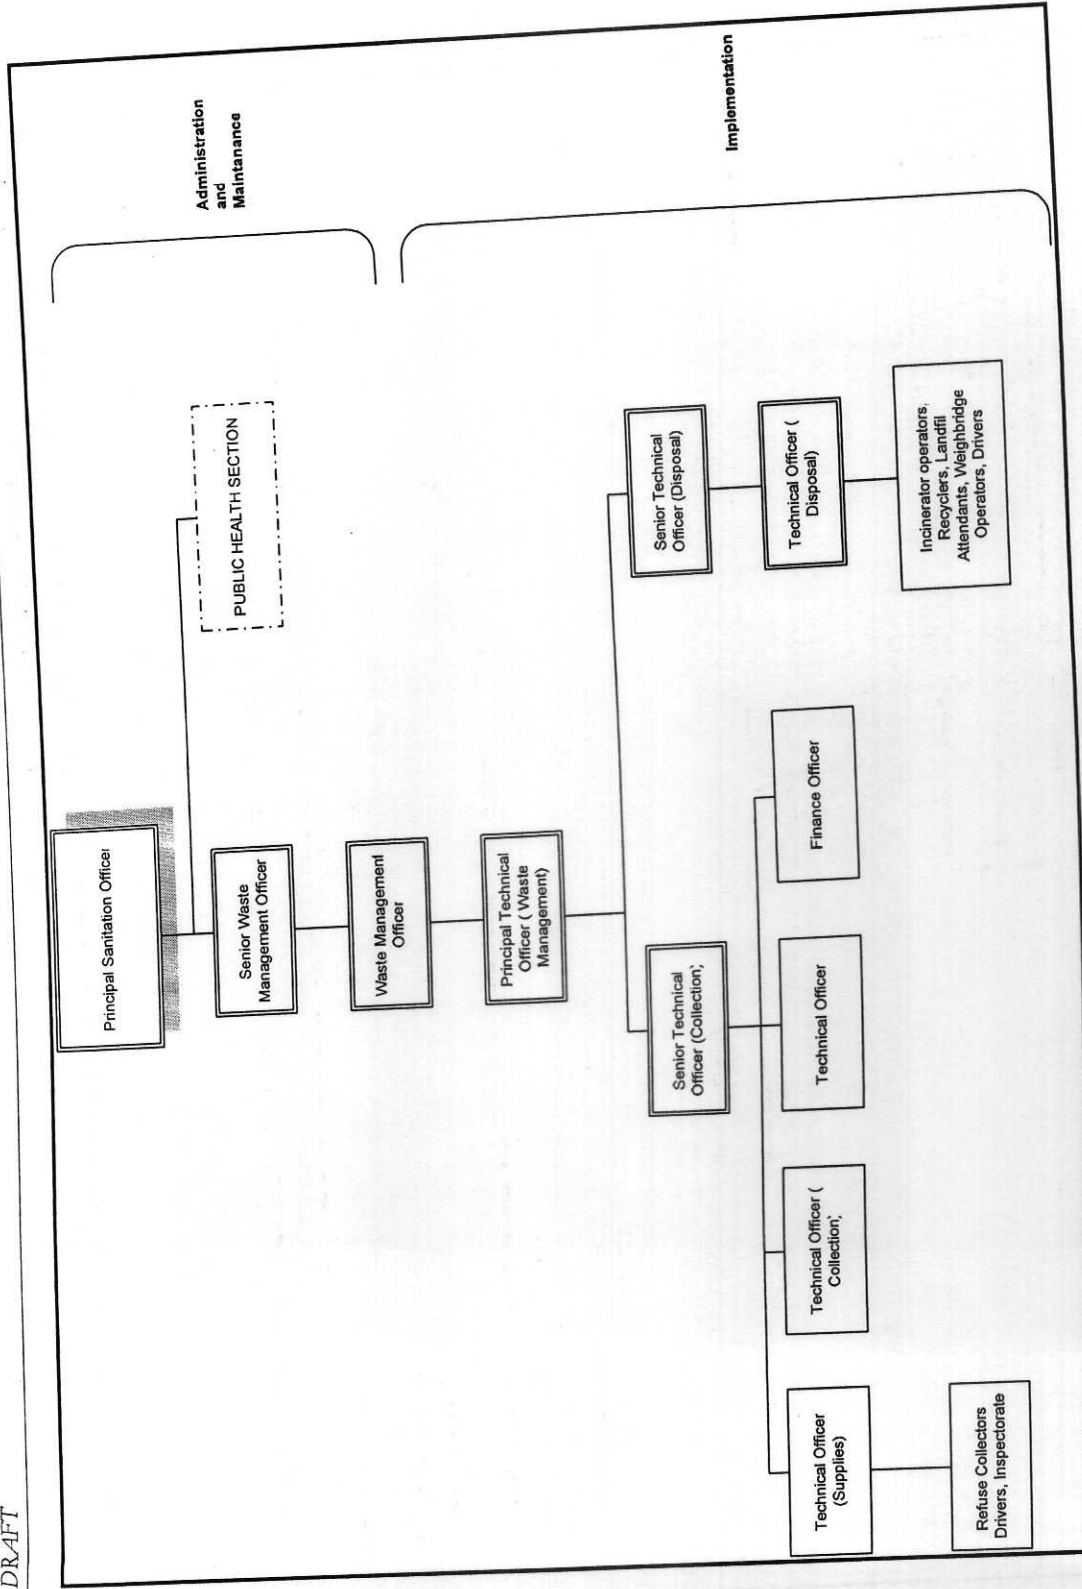 DRAFT
Principal Sanitation Officer
Administration
and
Maintanance
PUBLIC HEALTH SECTION
Senior Waste
Management Officer
Waste Management
Officer
Principal Technical
Officer ( Waste
Management)
Implementation
Senior Technical
Officer (Collection;
Senior Technical
Officer (Disposal)
Technical Officer (
Disposal)
Technical Officer
(Supplies)
Technical Officer (
Collection;
Technical Officer
Finance Officer
Incinerator operators,
Recyclers, Landfil
Attendants, Weighbridge
Operators, Drivers
Refuse Collectors
Drivers, Inspectorate